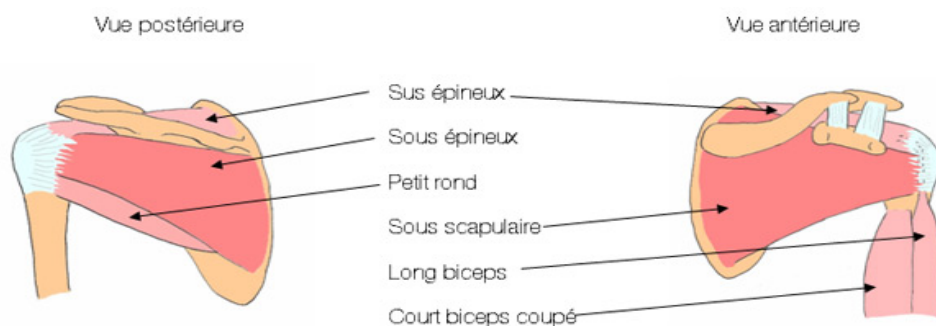 Vue postérieure
Vue antérieure
Sus épineux
Sous épineux
Petit rond
Sous scapulaire
Long biceps
Court biceps coupé